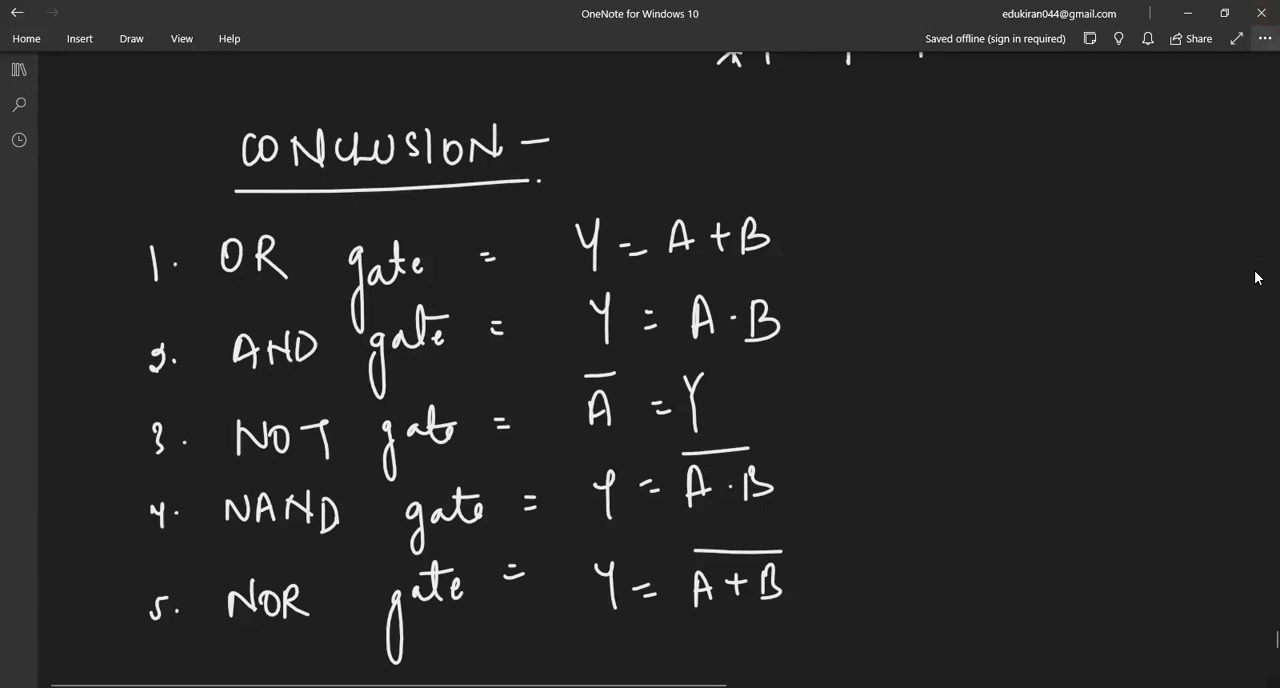 OneNote for Windows 10
edukiran044@gmail.com
Home Insert Draw View Help
Saved offline (sign in required) Share
CONCLUSION -
1. OR gate = Y = A + B
2. AND gate = Y = A · B
3. NOT gate = A̅ = Y
4. NAND gate = Y = A̅ ·̅ B̅
5. NOR gate = Y = A̅ +̅ B̅